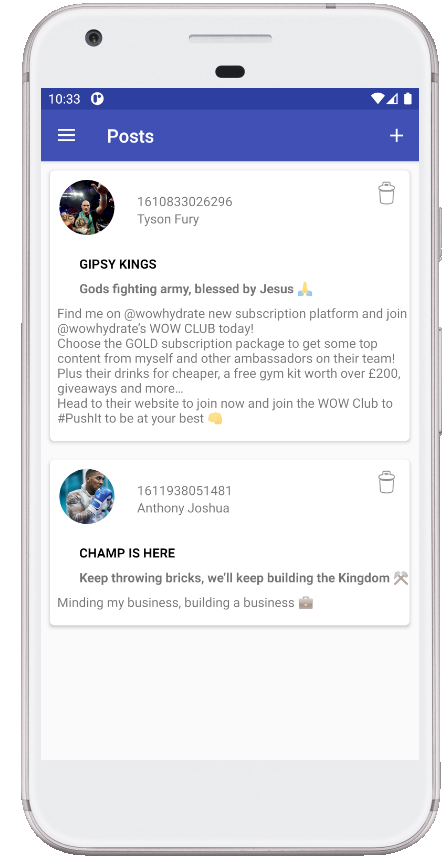 10:33
Posts
1610833026296
Tyson Fury
GIPSY KINGS
Gods fighting army, blessed by Jesus 🙏
Find me on @wowhydrate new subscription platform and join
@wowhydrate's WOW CLUB today!
Choose the GOLD subscription package to get some top
content from myself and other ambassadors on their team!
Plus their drinks for cheaper, a free gym kit worth over £200,
giveaways and more…
Head to their website to join now and join the WOW Club to
#PushIt to be at your best 👊
1611938051481
Anthony Joshua
CHAMP IS HERE
Keep throwing bricks, we'll keep building the Kingdom ⚒
Minding my business, building a business 💼